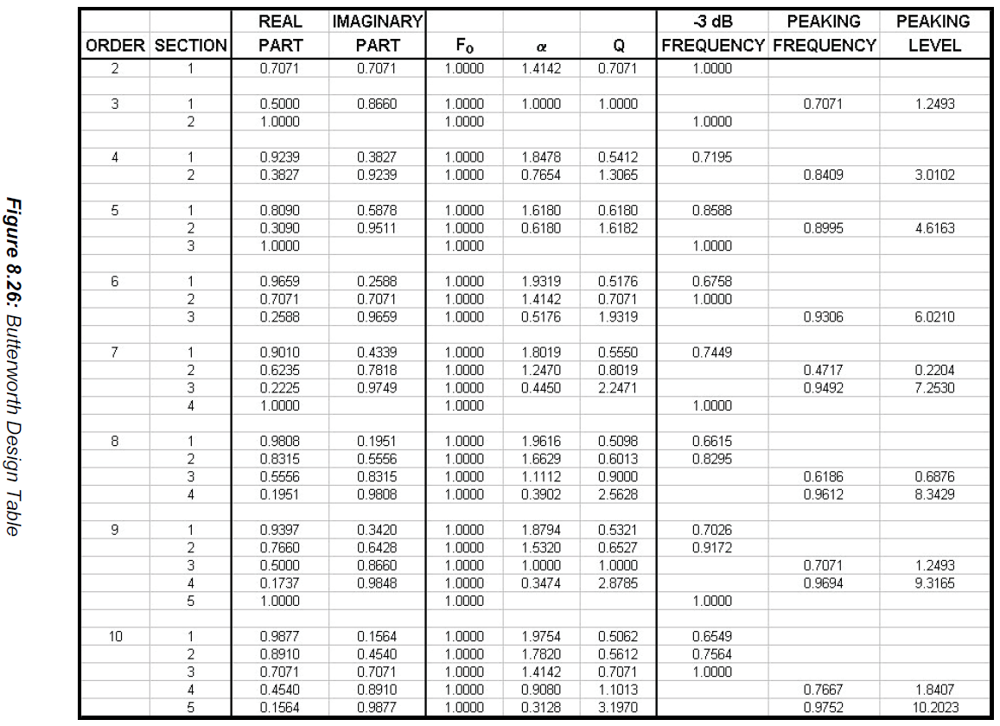 REAL IMAGINARY -3 dB PEAKING PEAKING
ORDER SECTION PART PART F0 α Q FREQUENCY FREQUENCY LEVEL
2 1 0.7071 0.7071 1.0000 1.4142 0.7071 1.0000
3 1 0.5000 0.8660 1.0000 1.0000 1.0000 0.7071 1.2493
2 1.0000 1.0000 1.0000
4 1 0.9239 0.3827 1.0000 1.8478 0.5412 0.7195
2 0.3827 0.9239 1.0000 0.7654 1.3065 0.8409 3.0102
5 1 0.8090 0.5878 1.0000 1.6180 0.6180 0.8588
2 0.3090 0.9511 1.0000 0.6180 1.6182 0.8995 4.6163
3 1.0000 1.0000 1.0000
6 1 0.9659 0.2588 1.0000 1.9319 0.5176 0.6758
2 0.7071 0.7071 1.0000 1.4142 0.7071 1.0000
3 0.2588 0.9659 1.0000 0.5176 1.9319 0.9306 6.0210
7 1 0.9010 0.4339 1.0000 1.8019 0.5550 0.7449
2 0.6235 0.7818 1.0000 1.2470 0.8019 0.4717 0.2204
3 0.2225 0.9749 1.0000 0.4450 2.2471 0.9492 7.2530
4 1.0000 1.0000 1.0000
8 1 0.9808 0.1951 1.0000 1.9616 0.5098 0.6615
2 0.8315 0.5556 1.0000 1.6629 0.6013 0.8295
3 0.5556 0.8315 1.0000 1.1112 0.9000 0.6186 0.6876
4 0.1951 0.9808 1.0000 0.3902 2.5628 0.9612 8.3429
9 1 0.9397 0.3420 1.0000 1.8794 0.5321 0.7026
2 0.7660 0.6428 1.0000 1.5320 0.6527 0.9172
3 0.5000 0.8660 1.0000 1.0000 1.0000 0.7071 1.2493
4 0.1737 0.9848 1.0000 0.3474 2.8785 0.9694 9.3165
5 1.0000 1.0000 1.0000
10 1 0.9877 0.1564 1.0000 1.9754 0.5062 0.6549
2 0.8910 0.4540 1.0000 1.7820 0.5612 0.7564
3 0.7071 0.7071 1.0000 1.4142 0.7071 1.0000
4 0.4540 0.8910 1.0000 0.9080 1.1013 0.7667 1.8407
5 0.1564 0.9877 1.0000 0.3128 3.1970 0.9752 10.2023
Figure 8.26: Butterworth Design Table